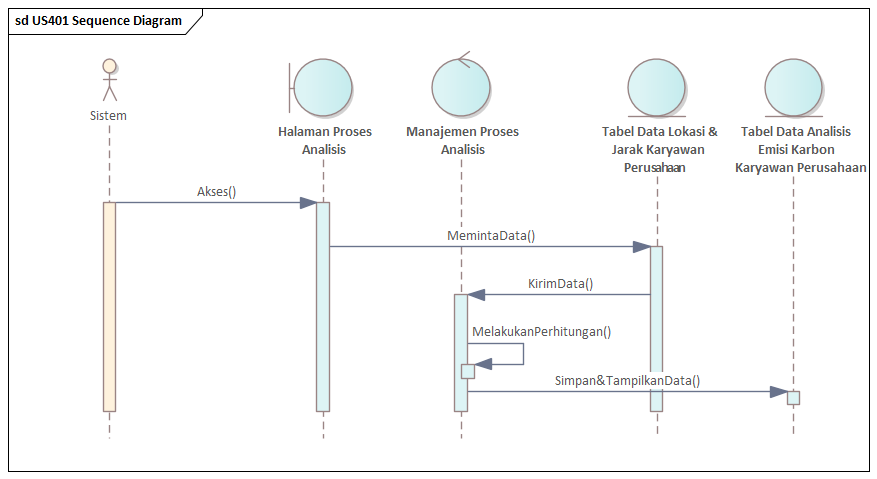 sd US401 Sequence Diagram
Sistem
Halaman Proses
Analisis
Manajemen Proses
Analisis
Tabel Data Lokasi &
Jarak Karyawan
Perusahaan
Tabel Data Analisis
Emisi Karbon
Karyawan Perusahaan
Akses()
MemintaData()
KirimData()
MelakukanPerhitungan()
Simpan&TampilkanData()